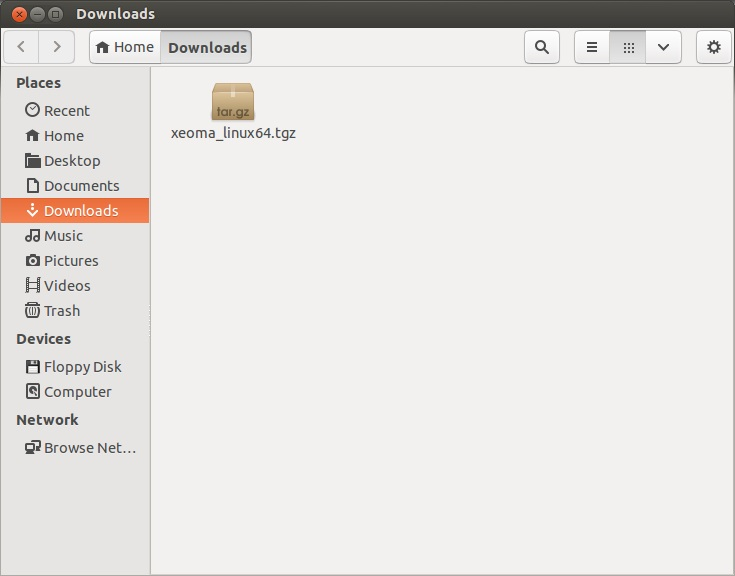 Downloads
Home
Downloads
Places
Recent
Home
Desktop
Documents
Downloads
Music
Pictures
Videos
Trash
Devices
Floppy Disk
Computer
Network
Browse Net…
tar.gz
xeoma_linux64.tgz